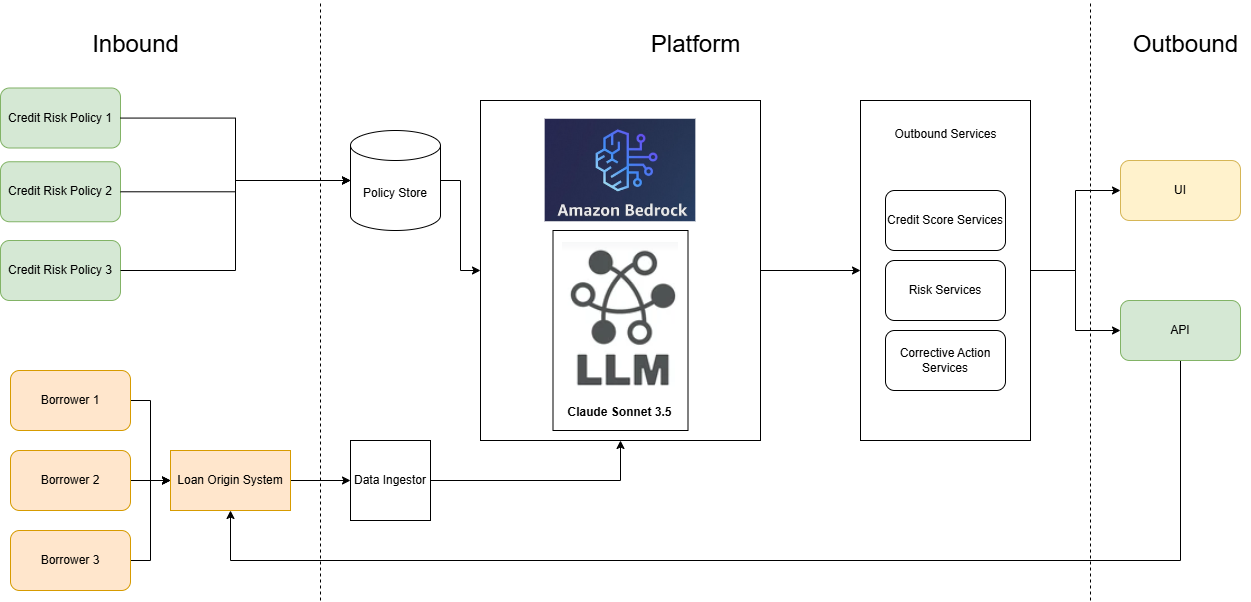 Inbound
Platform
Outbound
Credit Risk Policy 1
Credit Risk Policy 2
Credit Risk Policy 3
Policy Store
Amazon Bedrock
LLM
Claude Sonnet 3.5
Outbound Services
Credit Score Services
Risk Services
Corrective Action
Services
UI
API
Borrower 1
Borrower 2
Borrower 3
Loan Origin System
Data Ingestor